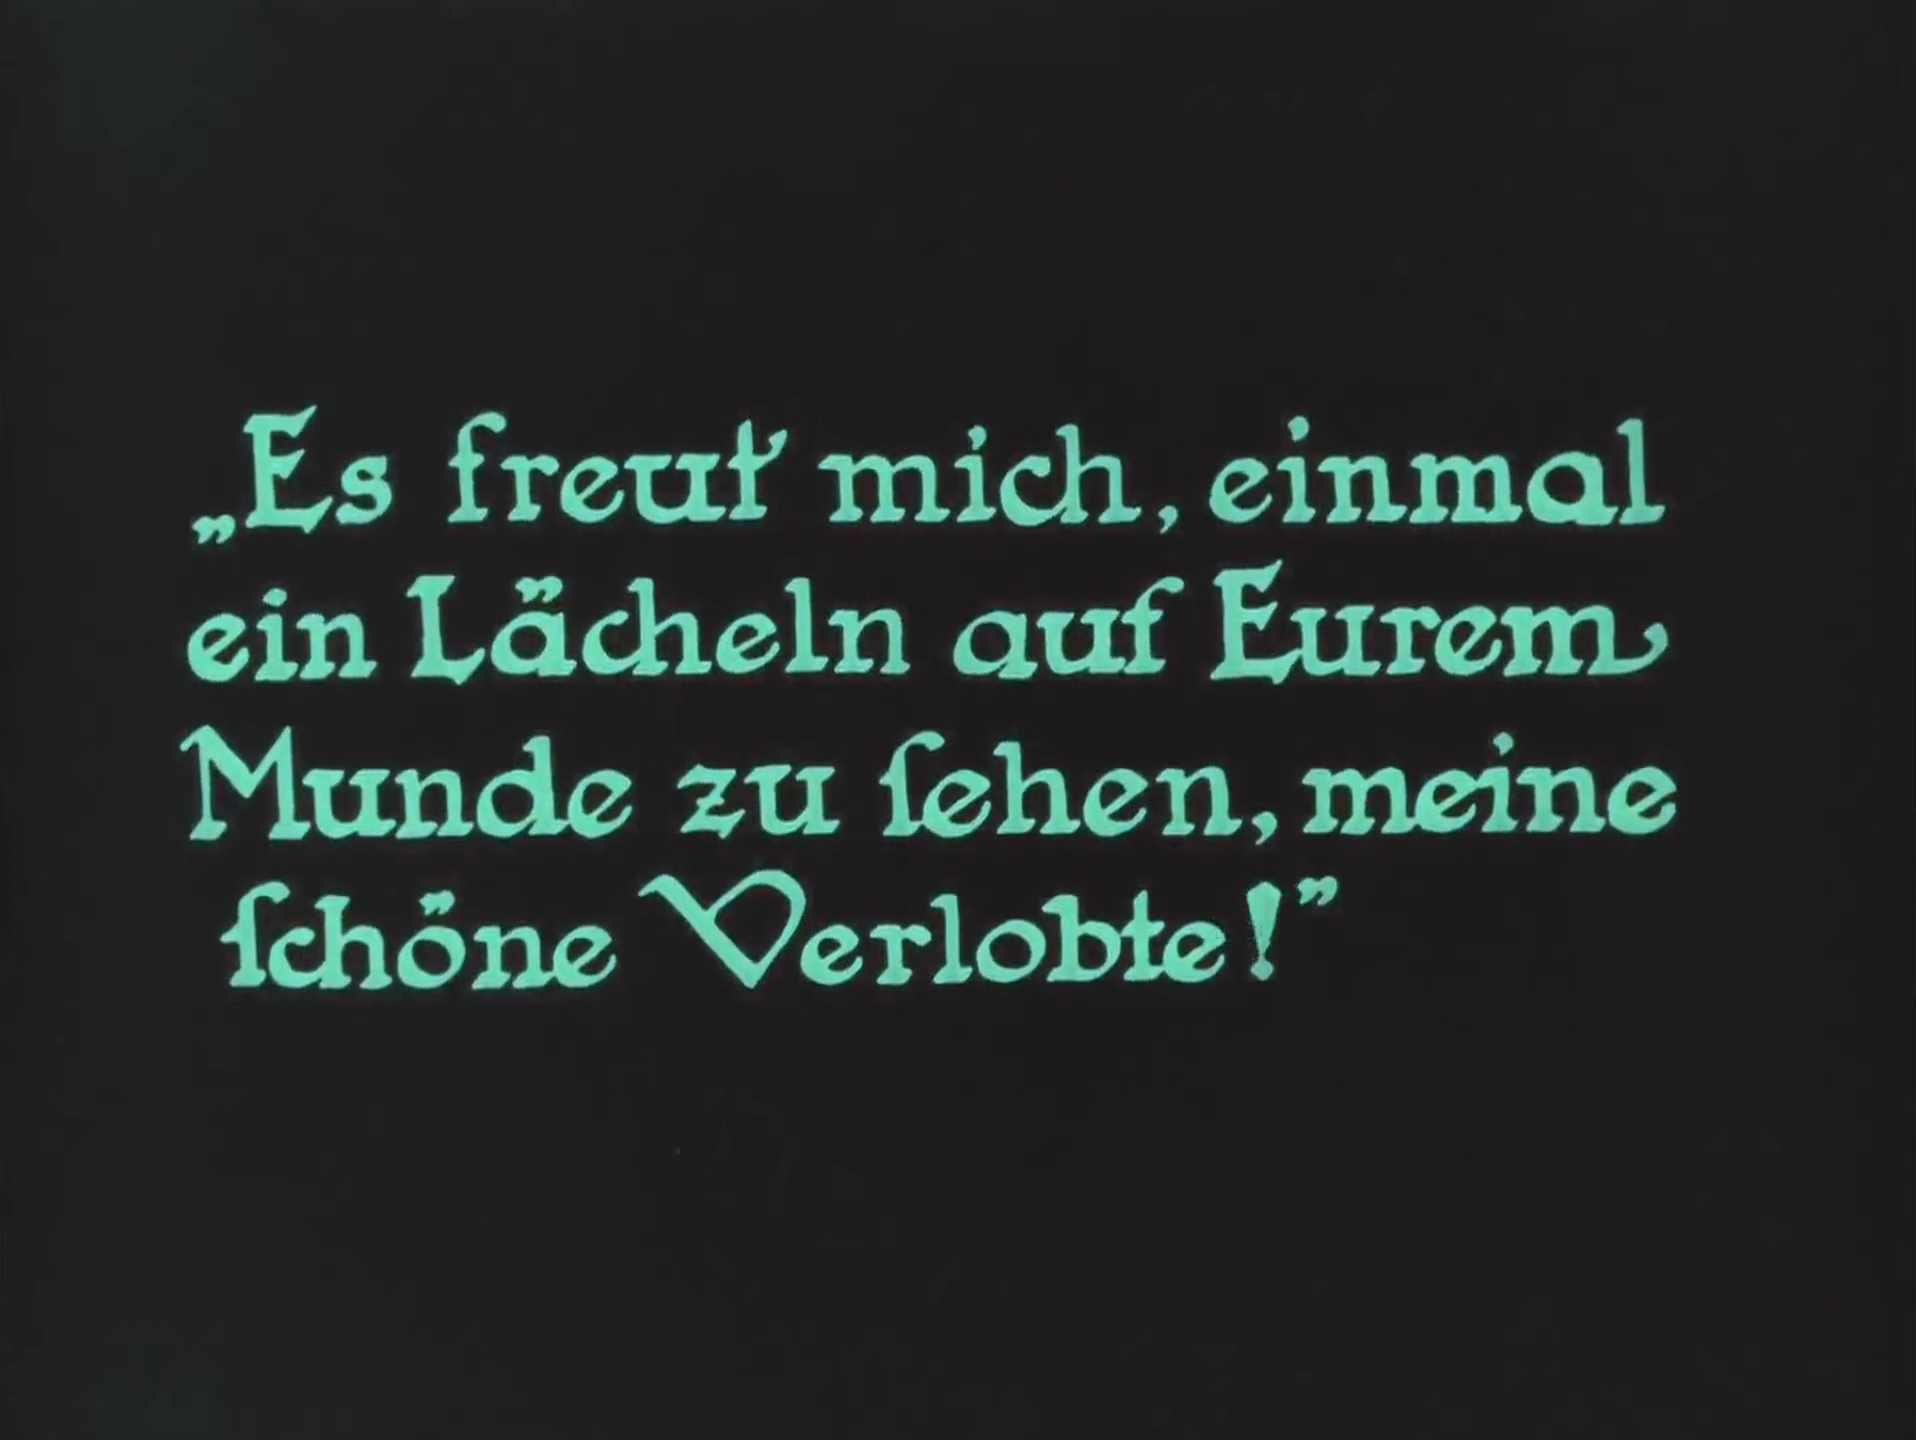 „Es freut mich, einmal
ein Lächeln auf Eurem
Munde zu ſehen, meine
ſchöne Verlobte!”